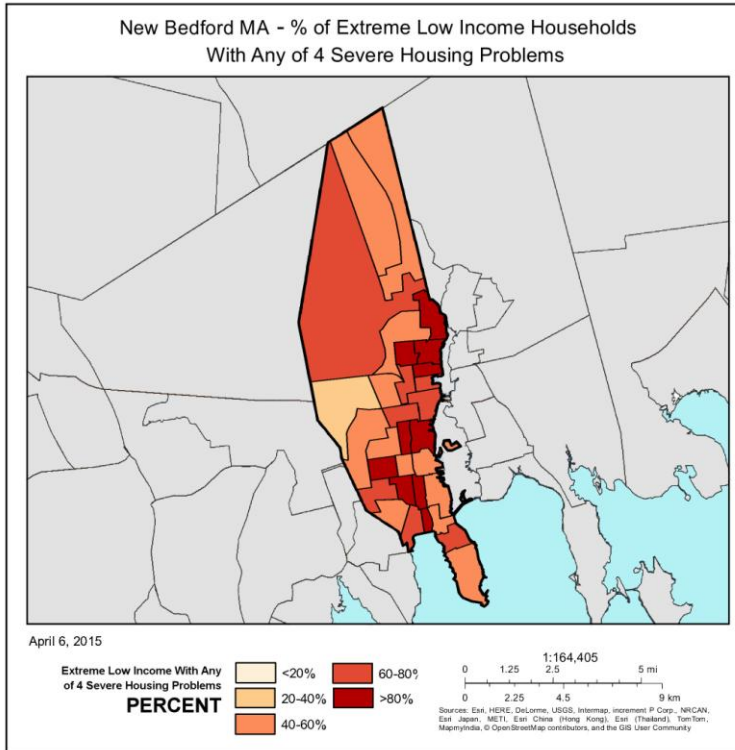 New Bedford MA - % of Extreme Low Income Households
With Any of 4 Severe Housing Problems
April 6, 2015
Extreme Low Income With Any
of 4 Severe Housing Problems
PERCENT
<20%
20-40%
40-60%
60-80%
>80%
1:164,405
0 1.25 2.5 5 mi
0 2.25 4.5 9 km
Sources: Esri, HERE, DeLorme, USGS, Intermap, increment P Corp., NRCAN,
Esri Japan, METI, Esri China (Hong Kong), Esri (Thailand), TomTom,
MapmyIndia, © OpenStreetMap contributors, and the GIS User Community